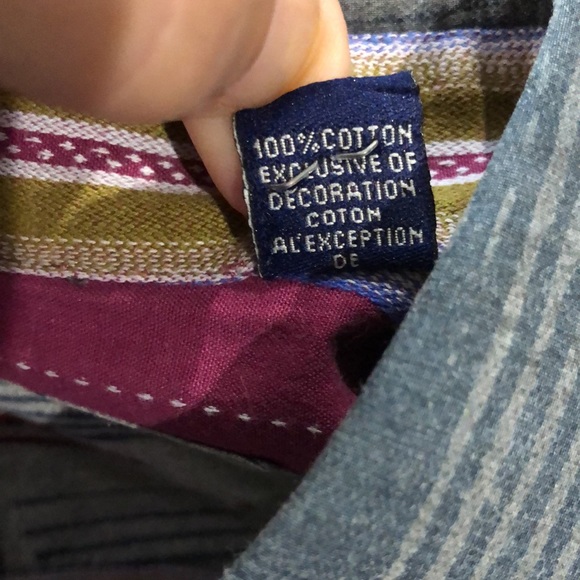 100% COTTON
EXCLUSIVE OF
DECORATION
COTON
AL'EXCEPTION
DE